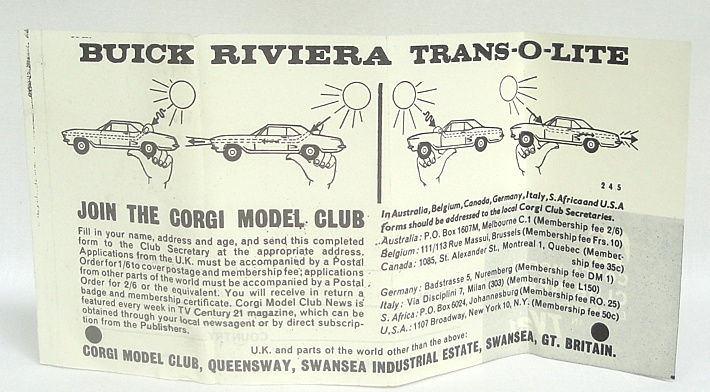 BUICK RIVIERA TRANS-O-LITE
245
JOIN THE CORGI MODEL CLUB
Fill in your name, address and age, and send this completed
form to the Club Secretary at the appropriate address.
Applications from the U.K. must be accompanied by a Postal
Order for 1/6 to cover postage and membership fee; applications
from other parts of the world must be accompanied by a Postal
Order for 2/6 or the equivalent. You will receive in return a
badge and membership certificate. Corgi Model Club News is
featured every week in TV Century 21 magazine, which can be
obtained through your local newsagent or by direct subscrip-
tion from the Publishers.
In Australia, Belgium, Canada, Germany, Italy, S. Africa and U.S.A
forms should be addressed to the local Corgi Club Secretaries.
Australia: P.O. Box 1607M, Melbourne C.1 (Membership fee 2/6)
Belgium: 111/113 Rue Massui, Brussels (Membership fee Frs. 10)
Canada: 1085, St. Alexander St., Montreal 1, Quebec (Member-
ship fee 35c)
Germany: Badstrasse 5, Nuremberg (Membership fee DM 1)
Italy: Via Disciplini 7, Milan (303) (Membership fee L150)
S. Africa: P.O. Box 6024, Johannesburg (Membership fee RO. 25)
U.S.A.: 1107 Broadway, New York 10, N.Y. (Membership fee 50c)
U.K. and parts of the world other than the above:
CORGI MODEL CLUB, QUEENSWAY, SWANSEA INDUSTRIAL ESTATE, SWANSEA, GT. BRITAIN.